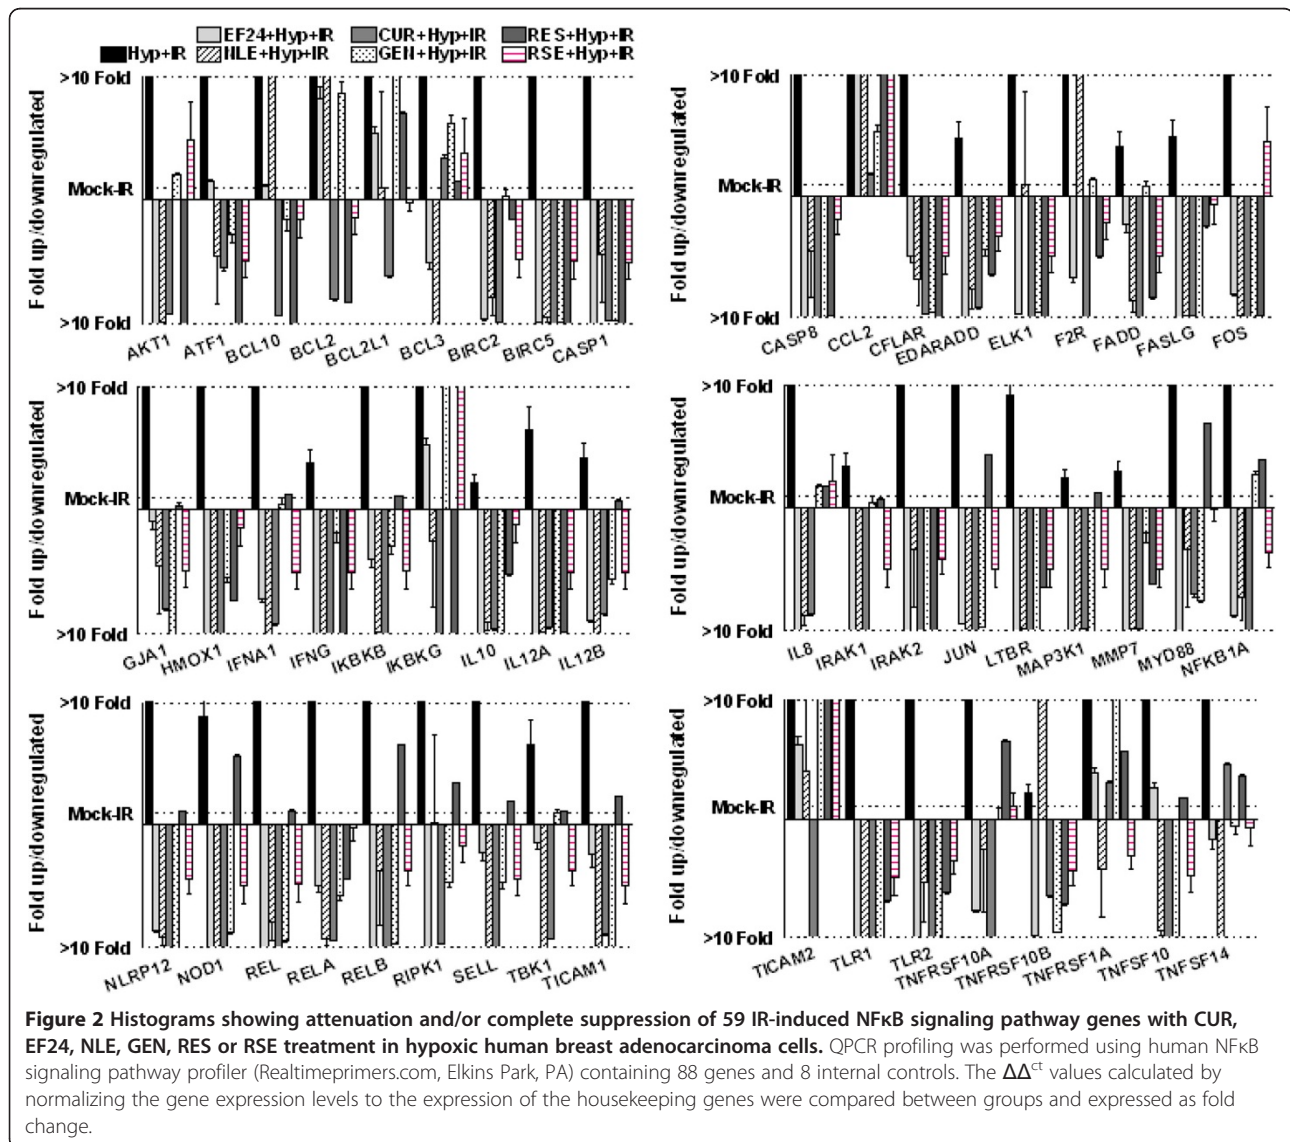 EF24+Hyp+IR CUR+Hyp+IR RES+Hyp+IR
Hyp+IR NLE+Hyp+IR GEN+Hyp+IR RSE+Hyp+IR
>10 Fold
Mock-IR
>10 Fold
Fold up/downregulated
AKT1 ATF1 BCL10 BCL2 BCL2L1 BCL3 BIRC2 BIRC5 CASP1
>10 Fold
Mock-IR
>10 Fold
Fold up/downregulated
CASP8 CCL2 CFLAR EDARADD ELK1 F2R FADD FASLG FOS
>10 Fold
Mock-IR
>10 Fold
Fold up/downregulated
GJA1 HMOX1 IFNA1 IFNG IKBKB IKBKG IL10 IL12A IL12B
>10 Fold
Mock-IR
>10 Fold
Fold up/downregulated
IL8 IRAK1 IRAK2 JUN LTBR MAP3K1 MMP7 MYD88 NFKB1A
>10 Fold
Mock-IR
>10 Fold
Fold up/downregulated
NLRP12 NOD1 REL RELA RELB RIPK1 SELL TBK1 TICAM1
>10 Fold
Mock-IR
>10 Fold
Fold up/downregulated
TICAM2 TLR1 TLR2 TNFRSF10A TNFRSF10B TNFRSF1A TNFSF10 TNFSF14
Figure 2 Histograms showing attenuation and/or complete suppression of 59 IR-induced NFκB signaling pathway genes with CUR,
EF24, NLE, GEN, RES or RSE treatment in hypoxic human breast adenocarcinoma cells. QPCR profiling was performed using human NFκB
signaling pathway profiler (Realtimeprimers.com, Elkins Park, PA) containing 88 genes and 8 internal controls. The ΔΔ^ct values calculated by
normalizing the gene expression levels to the expression of the housekeeping genes were compared between groups and expressed as fold
change.